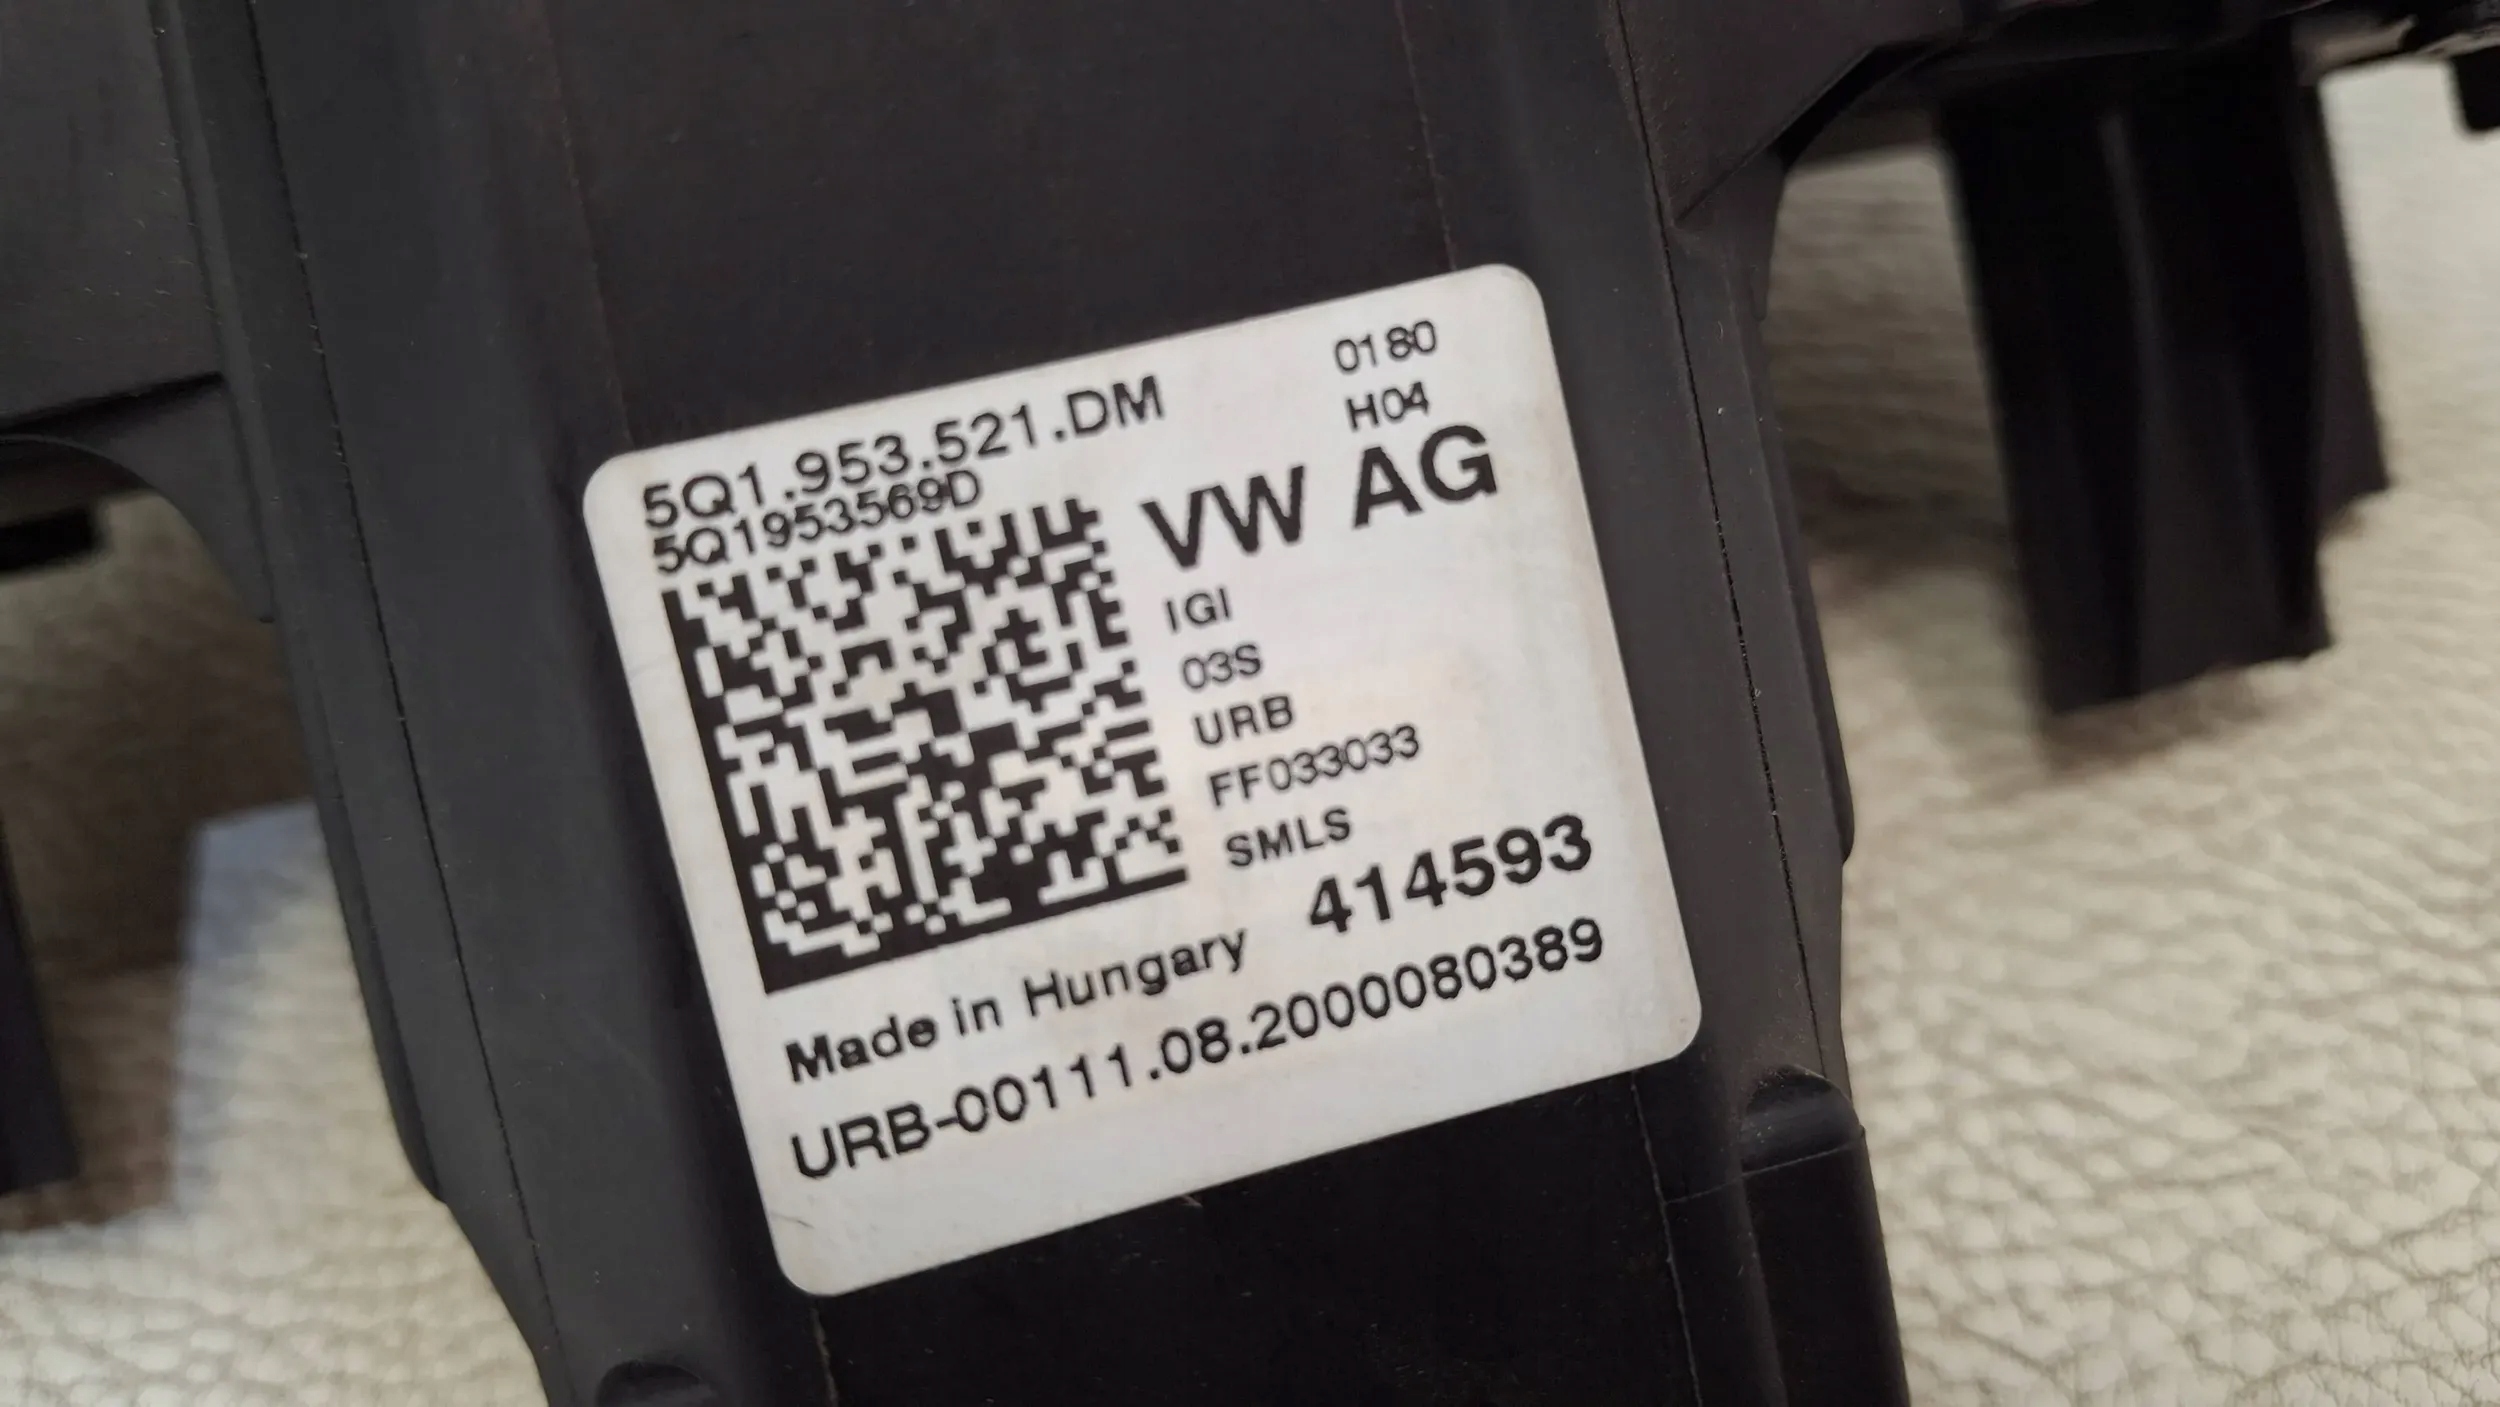 5Q1.953.521.DM
5Q1953569D
0180
H04
VW AG
IGI
03S
URB
FF033033
SMLS
Made in Hungary 414593
URB-00111.08.2000080389